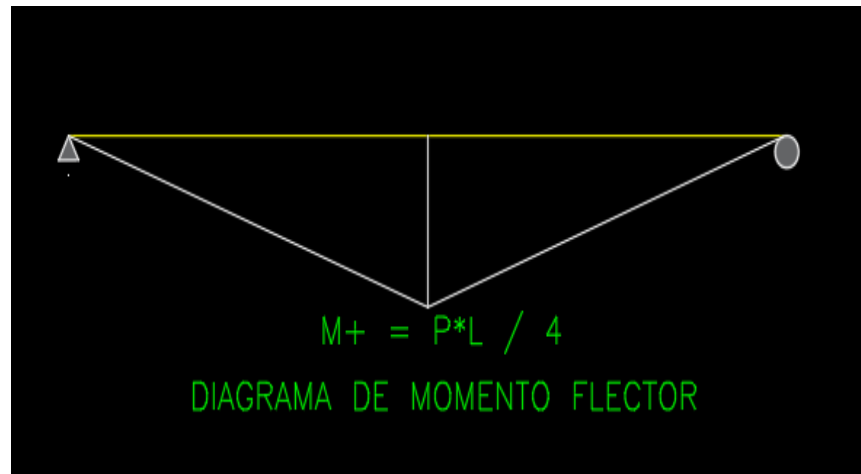 M+ = P*L / 4
DIAGRAMA DE MOMENTO FLECTOR